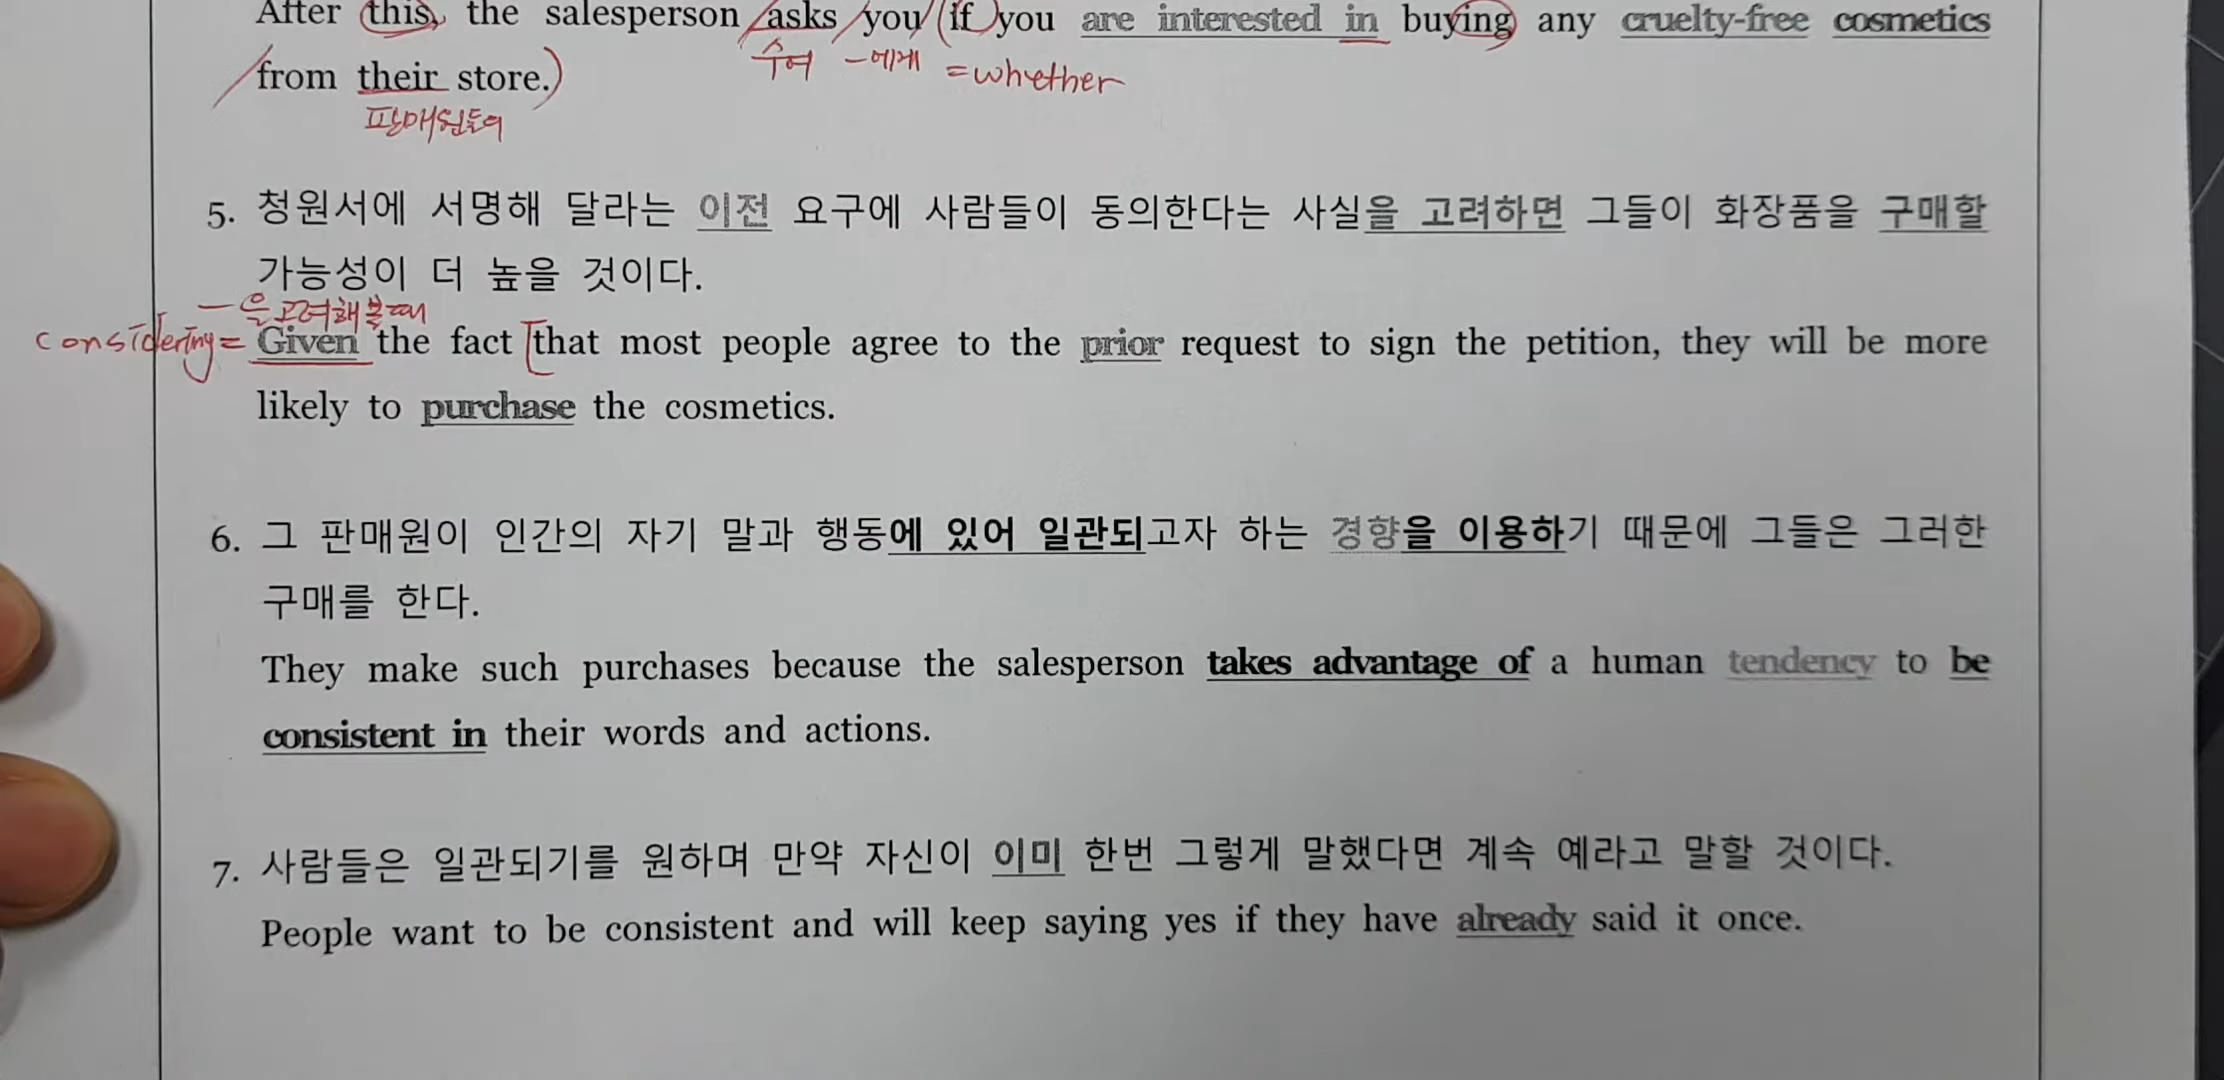 After this, the salesperson asks you if you are interested in buying any cruelty-free cosmetics
수여 -에게 =whether
from their store.)
판매원들의
5. 청원서에 서명해 달라는 이전 요구에 사람들이 동의한다는 사실을 고려하면 그들이 화장품을 구매할
가능성이 더 높을 것이다.
-을 고려해볼때
considering= Given the fact [that most people agree to the prior request to sign the petition, they will be more
likely to purchase the cosmetics.
6. 그 판매원이 인간의 자기 말과 행동에 있어 일관되고자 하는 경향을 이용하기 때문에 그들은 그러한
구매를 한다.
They make such purchases because the salesperson takes advantage of a human tendency to be
consistent in their words and actions.
7. 사람들은 일관되기를 원하며 만약 자신이 이미 한번 그렇게 말했다면 계속 예라고 말할 것이다.
People want to be consistent and will keep saying yes if they have already said it once.